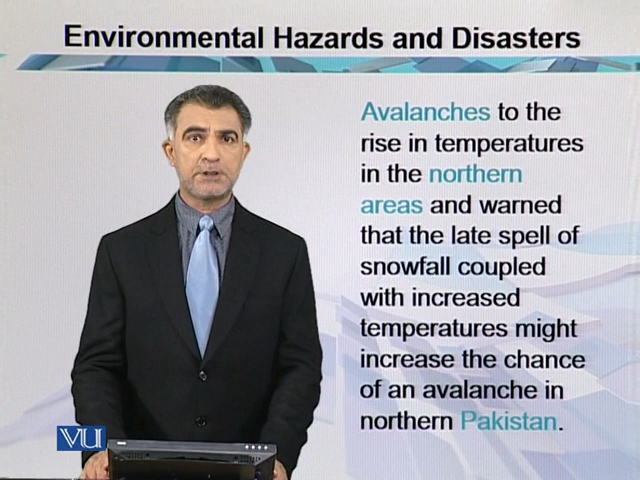 Environmental Hazards and Disasters
Avalanches to the
rise in temperatures
in the northern
areas and warned
that the late spell of
snowfall coupled
with increased
temperatures might
increase the chance
of an avalanche in
northern Pakistan.
VU